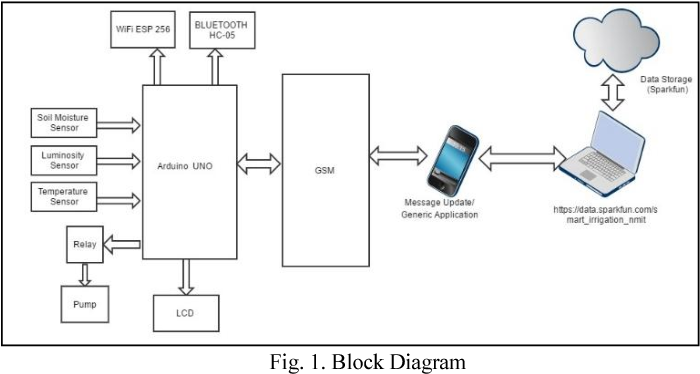 WiFi ESP 256
BLUETOOTH
HC-05
Data Storage
(Sparkfun)
Soil Moisture
Sensor
Luminosity
Sensor
Temperature
Sensor
Arduino UNO
GSM
Message Update/
Generic Application
https://data.sparkfun.com/s
mart_irrigation_nmit
Relay
Pump
LCD
Fig. 1. Block Diagram